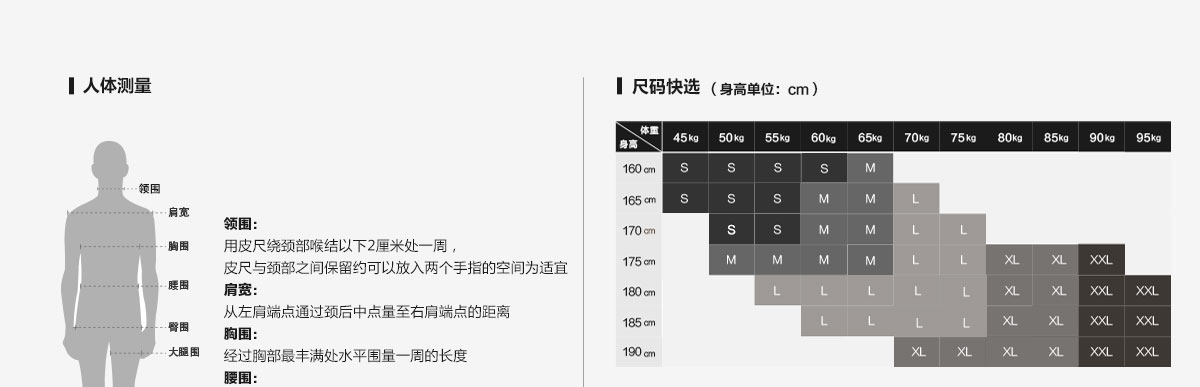 人体测量
领围
肩宽
胸围
腰围
臀围
大腿围
领围：
用皮尺绕颈部喉结以下2厘米处一周，
皮尺与颈部之间保留约可以放入两个手指的空间为适宜
肩宽：
从左肩端点通过颈后中点量至右肩端点的距离
胸围：
经过胸部最丰满处水平围量一周的长度
腰围：
尺码快选（身高单位：cm）
体重 身高 45kg 50kg 55kg 60kg 65kg 70kg 75kg 80kg 85kg 90kg 95kg
160cm S S S S M
165cm S S S M M L
170cm S S M M L L
175cm M M M M L L XL XL XXL
180cm L L L L L XL XL XXL XXL
185cm L L L L XL XL XXL XXL
190cm XL XL XL XL XXL XXL